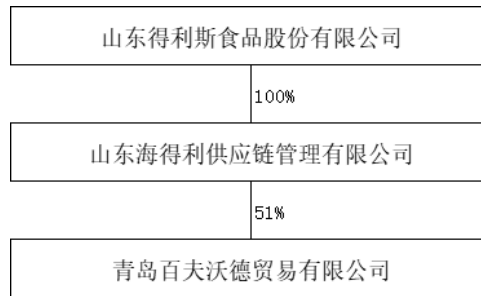 山东得利斯食品股份有限公司
100%
山东海得利供应链管理有限公司
51%
青岛百夫沃德贸易有限公司